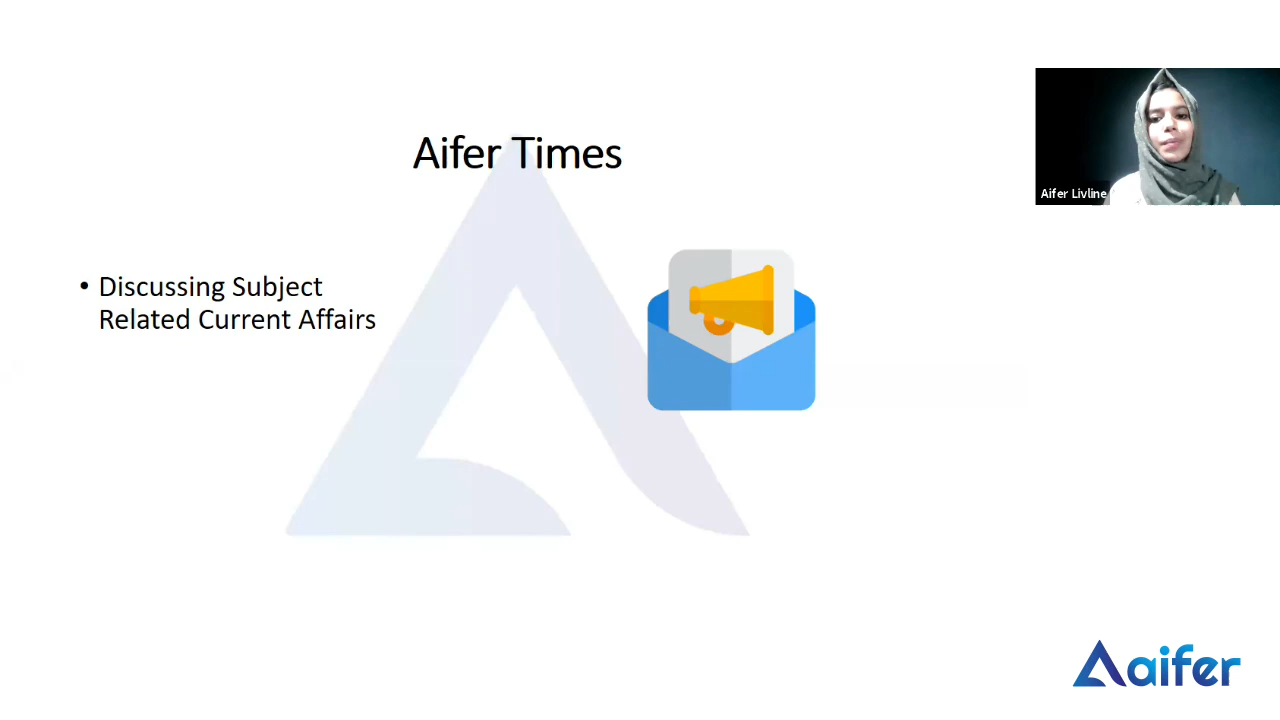 Aifer Times
Aifer Livline
• Discussing Subject
Related Current Affairs
aifer